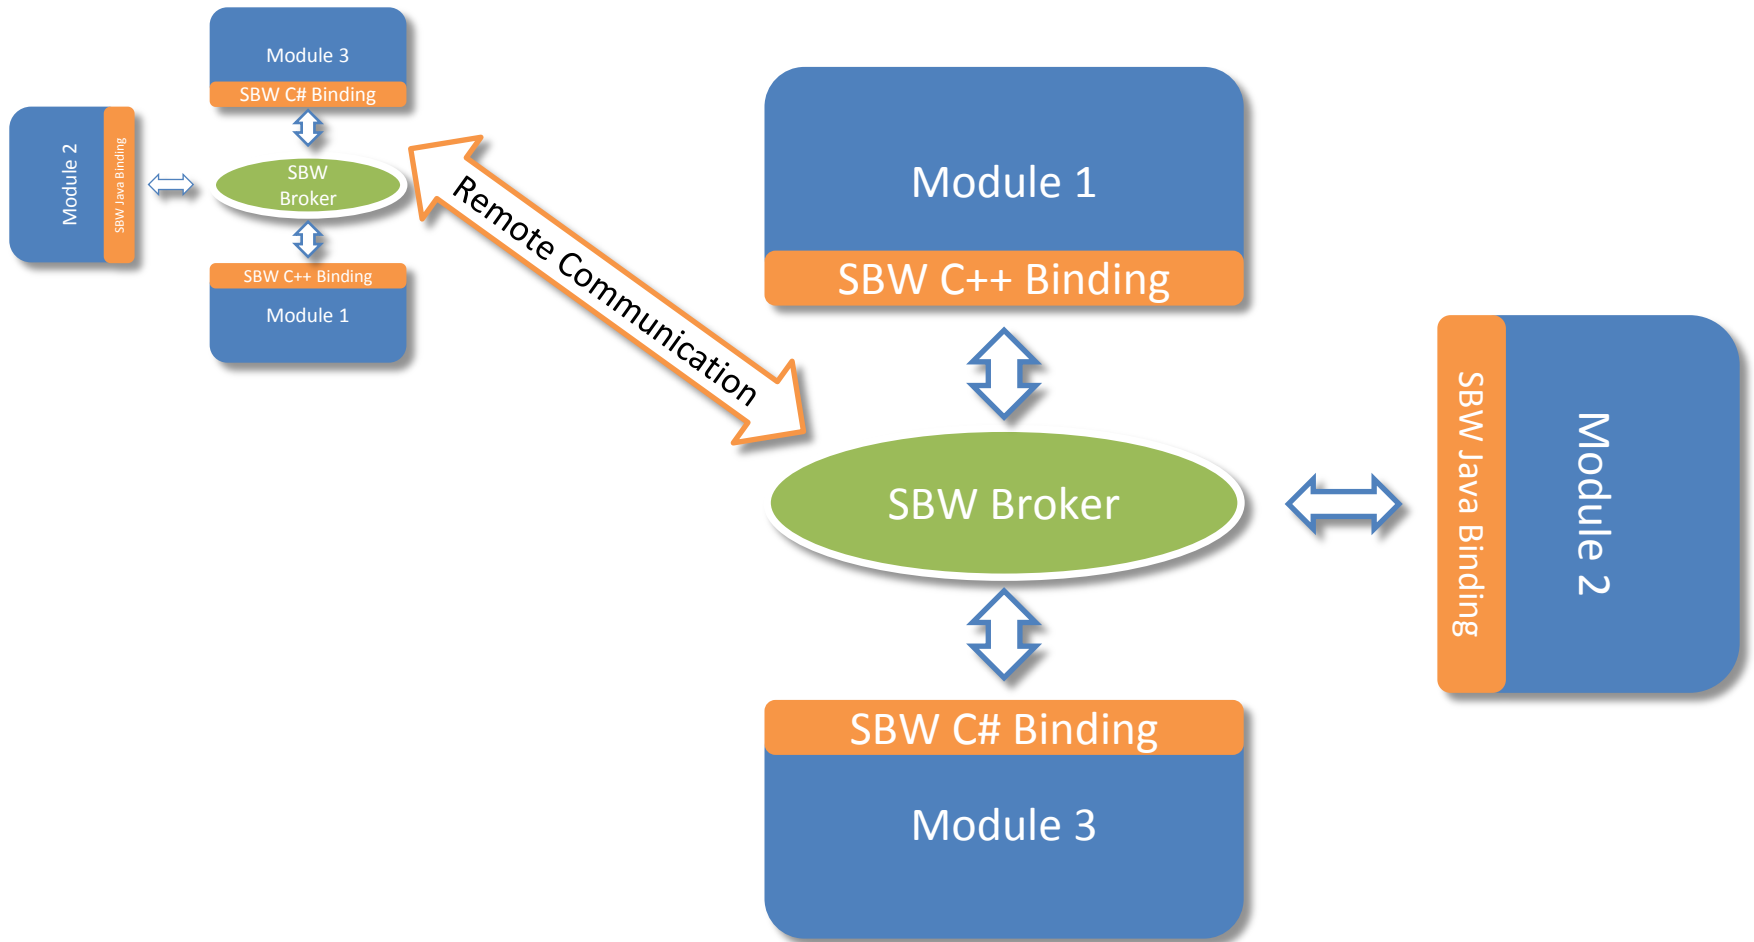 Module 3
SBW C# Binding
Module 2
SBW Java Binding
SBW
Broker
SBW C++ Binding
Module 1
Remote Communication
Module 1
SBW C++ Binding
SBW Broker
SBW Java Binding
Module 2
SBW C# Binding
Module 3